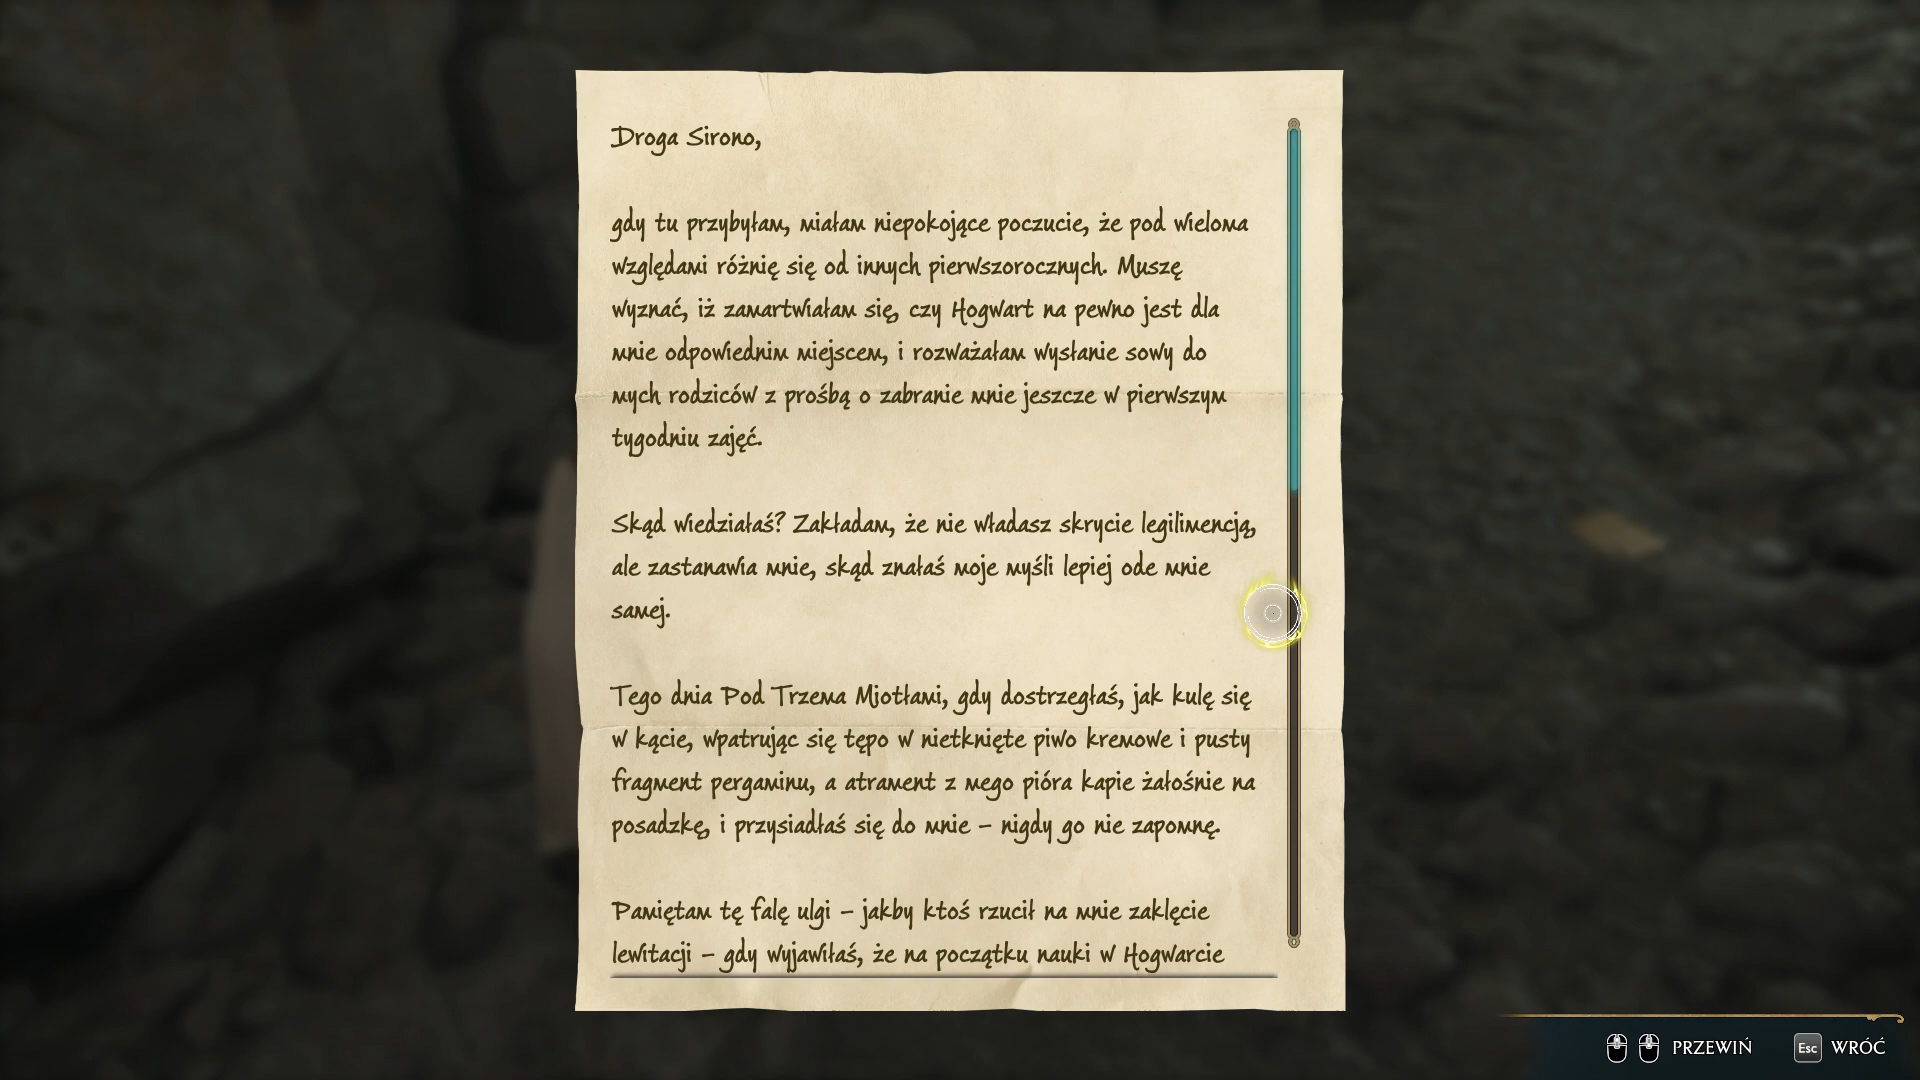 Droga Sirono,
gdy tu przybyłam, miałam niepokojące poczucie, że pod wieloma
względami różnię się od innych pierwszorocznych. Muszę
wyznać, iż zamartwiałam się, czy Hogwart na pewno jest dla
mnie odpowiednim miejscem, i rozważałam wysłanie sowy do
mych rodziców z prośbą o zabranie mnie jeszcze w pierwszym
tygodniu zajęć.
Skąd wiedziałaś? Zakładam, że nie władasz skrycie legilimencją,
ale zastanawia mnie, skąd znałaś moje myśli lepiej ode mnie
samej.
Tego dnia Pod Trzema Miotłami, gdy dostrzegłaś, jak kulę się
w kącie, wpatrując się tępo w nietknięte piwo kremowe i pusty
fragment pergaminu, a atrament z mego pióra kapie żałośnie na
posadzkę, i przysiadłaś się do mnie – nigdy go nie zapomnę.
Pamiętam tę falę ulgi – jakby ktoś rzucił na mnie zaklęcie
lewitacji – gdy wyjawiłaś, że na początku nauki w Hogwarcie
PRZEWIŃ
Esc WRÓĆ